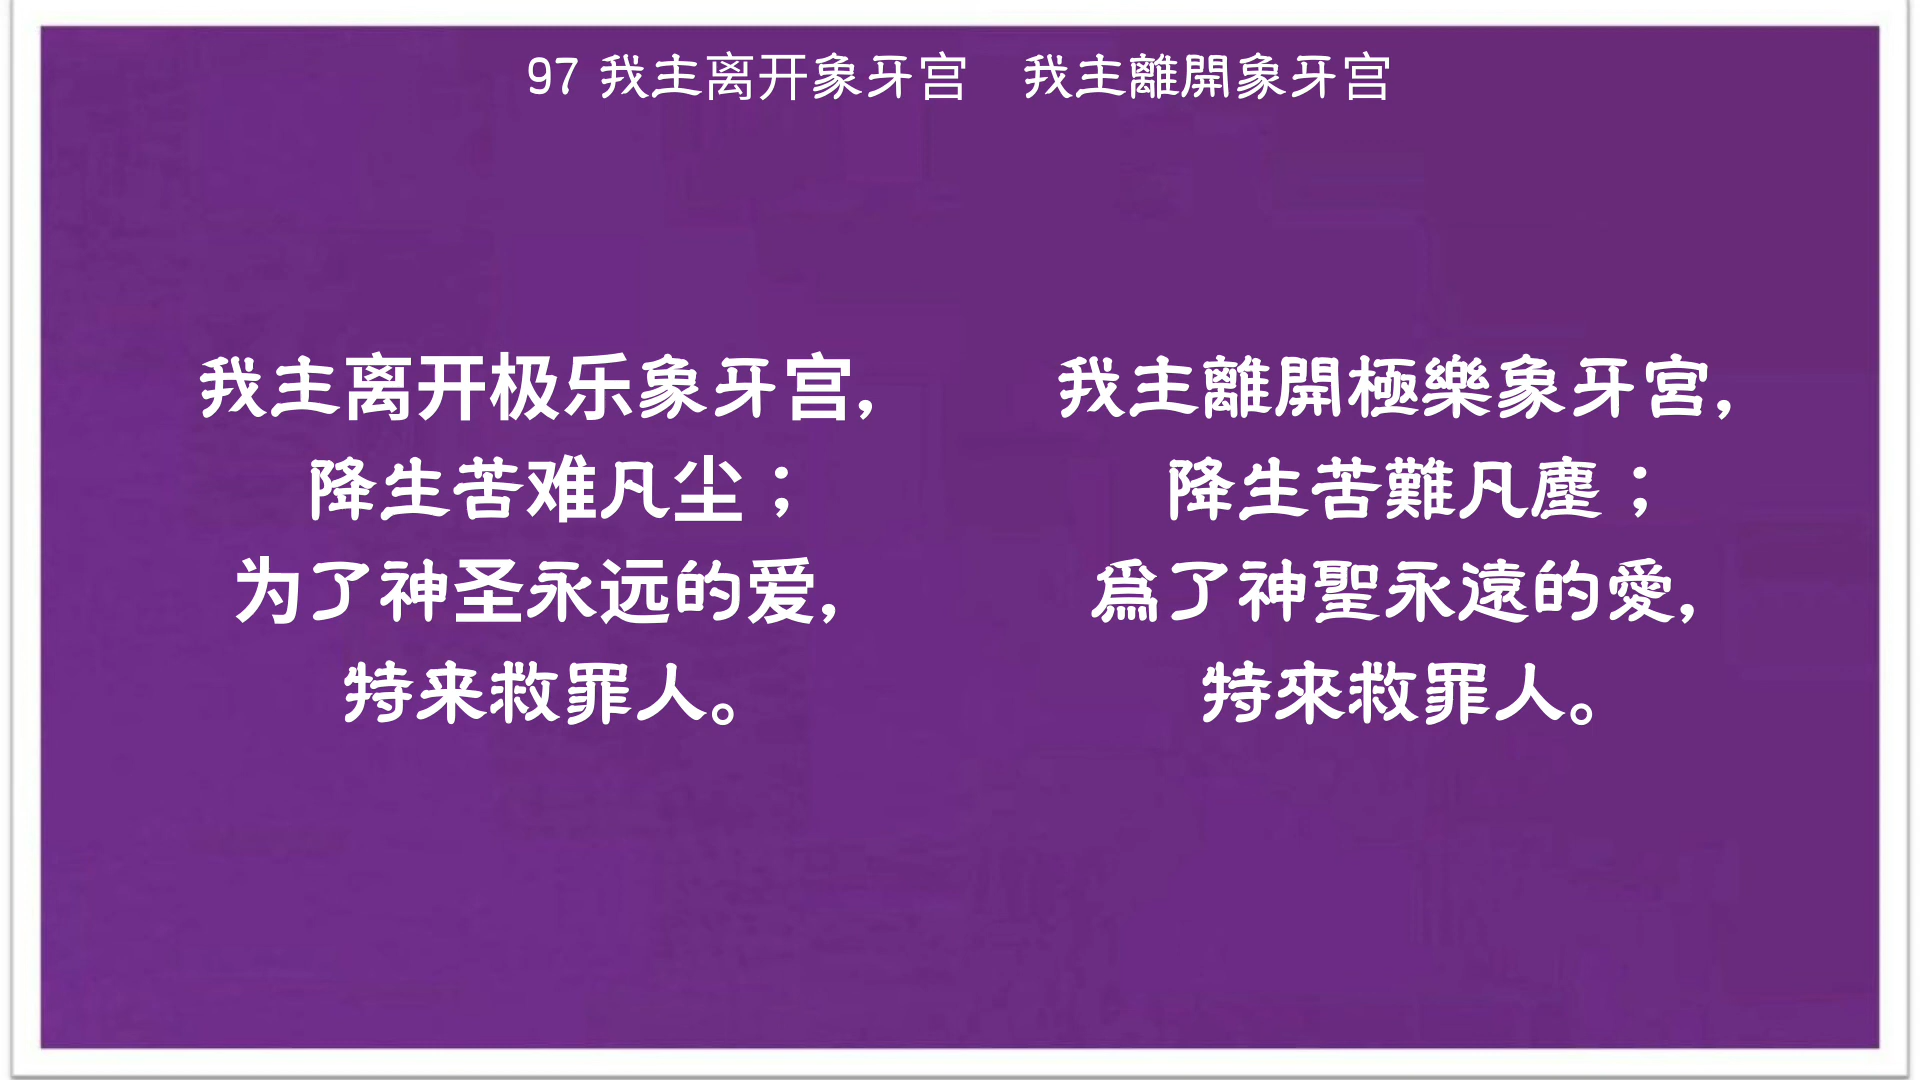 97 我主离开象牙宫　我主離開象牙宫
我主离开极乐象牙宫，
降生苦难凡尘；
为了神圣永远的爱，
特来救罪人。
我主離開極樂象牙宮，
降生苦難凡塵；
爲了神聖永遠的愛，
特來救罪人。